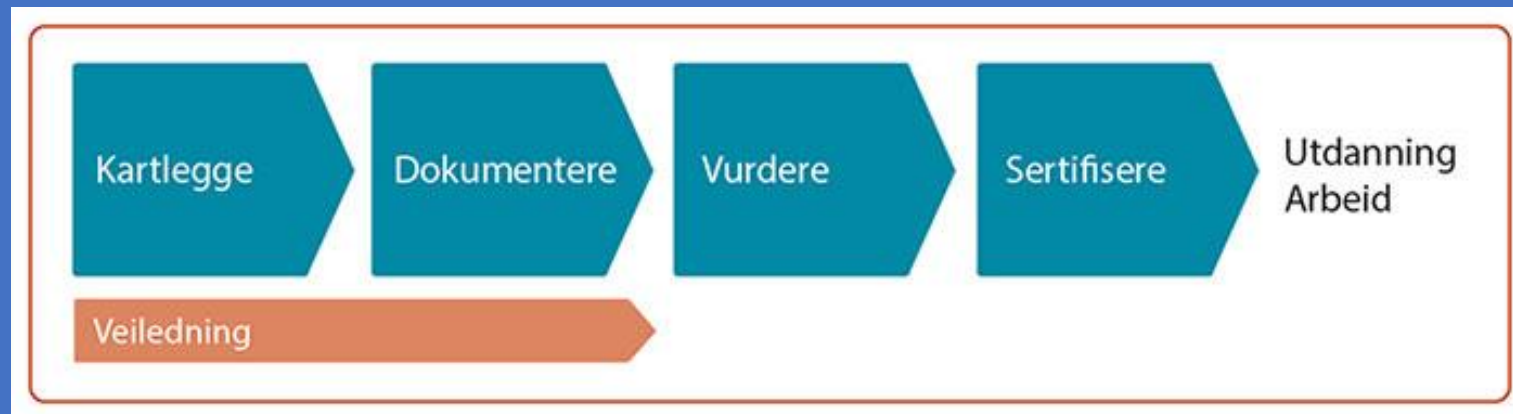 Kartlegge
Dokumentere
Vurdere
Sertifisere
Utdanning
Arbeid
Veiledning